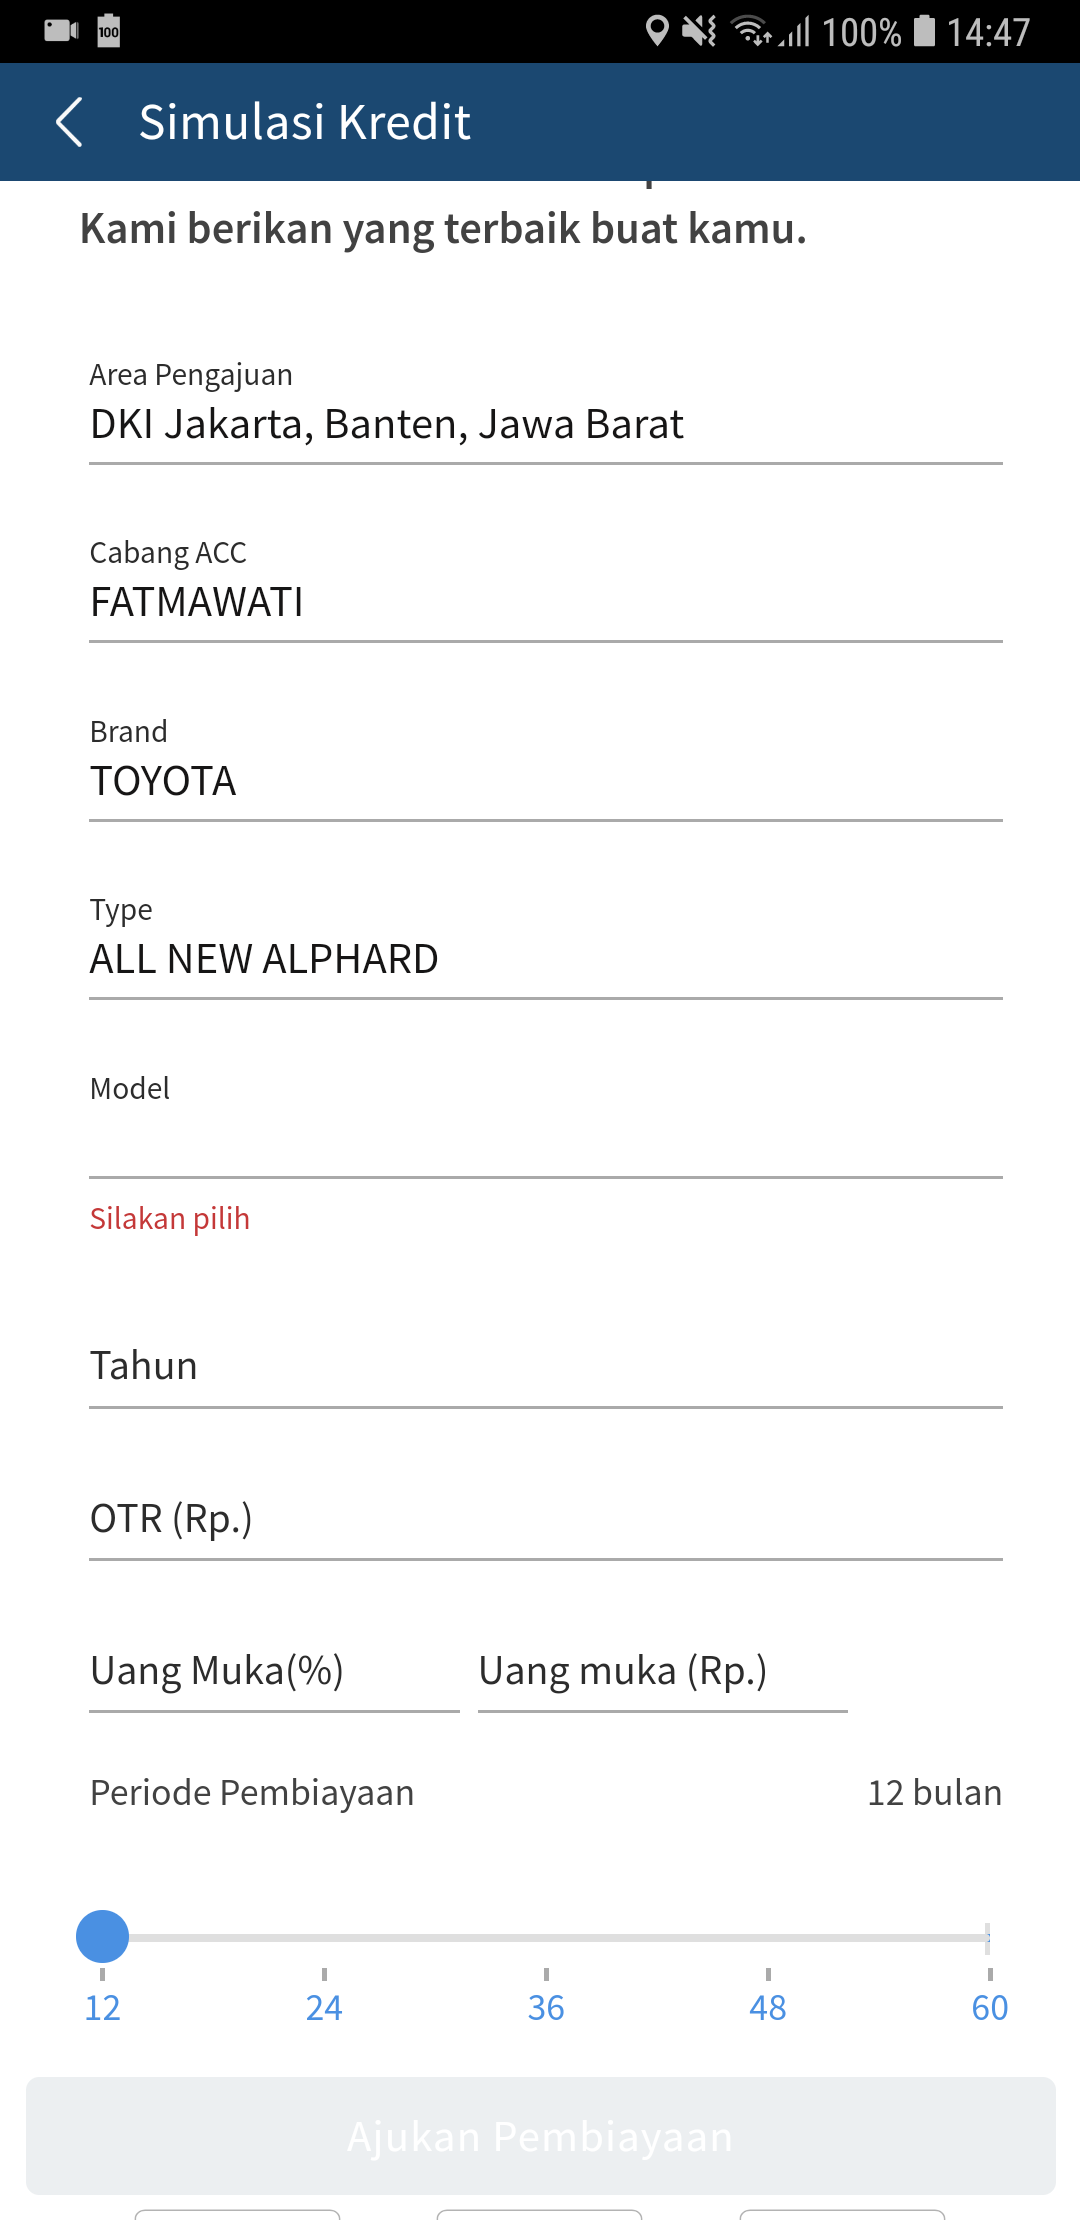 100 100% 14:47
Simulasi Kredit
Kami berikan yang terbaik buat kamu.
Area Pengajuan
DKI Jakarta, Banten, Jawa Barat
Cabang ACC
FATMAWATI
Brand
TOYOTA
Type
ALL NEW ALPHARD
Model
Silakan pilih
Tahun
OTR (Rp.)
Uang Muka(%) Uang muka (Rp.)
Periode Pembiayaan 12 bulan
12 24 36 48 60
Ajukan Pembiayaan